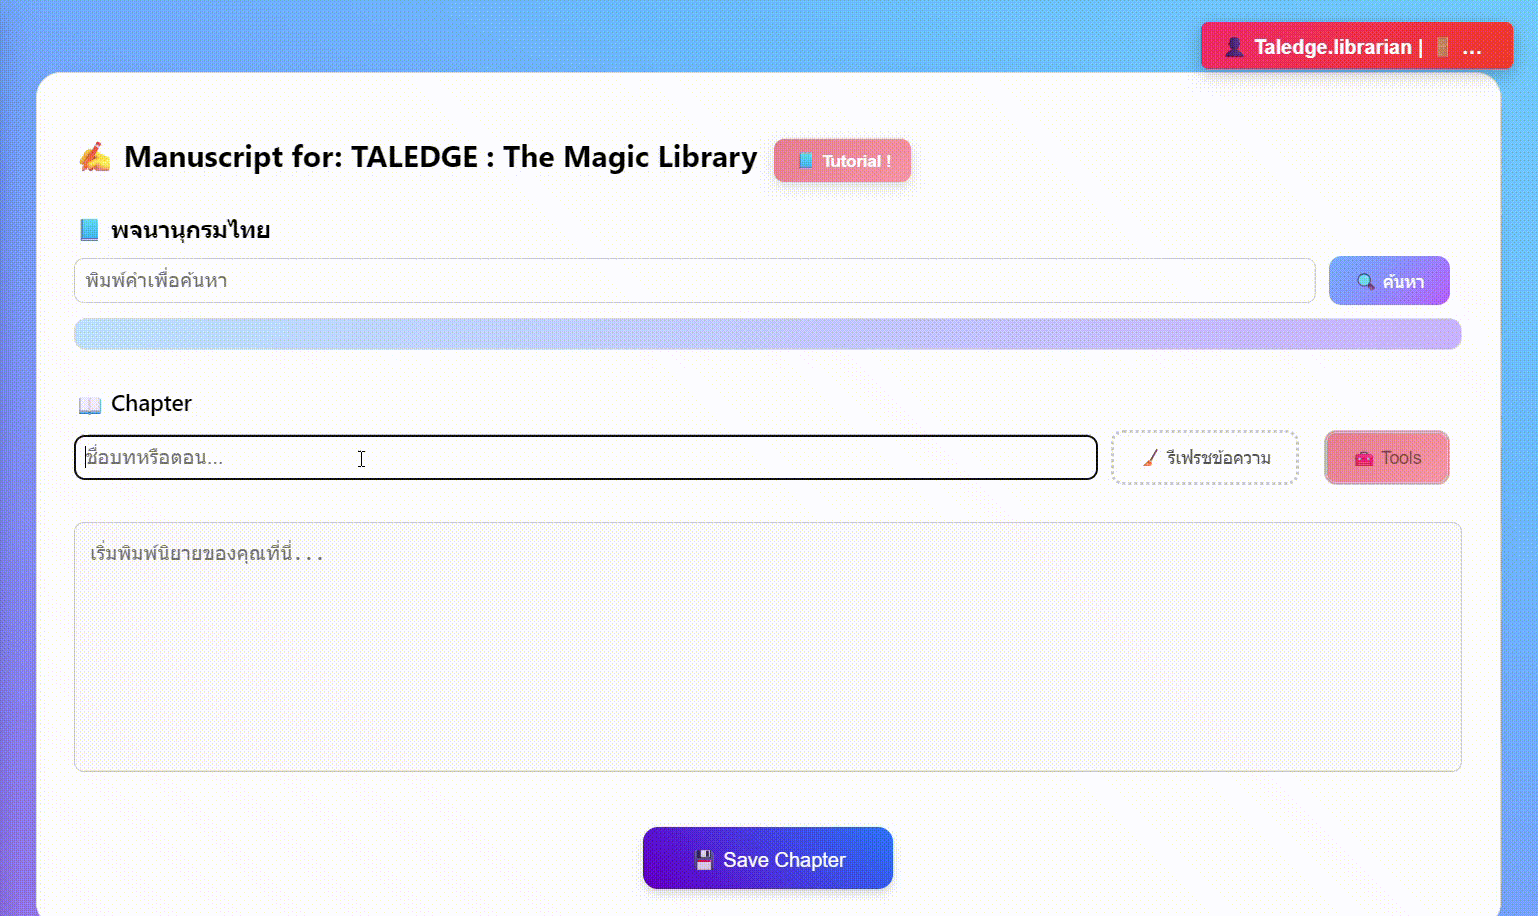 👤 Taledge.librarian | 🚪 ...
✍️ Manuscript for: TALEDGE : The Magic Library
📘 Tutorial !
📘 พจนานุกรมไทย
พิมพ์คำเพื่อค้นหา
🔍 ค้นหา
📖 Chapter
ชื่อบทหรือตอน...
🧹 รีเฟรชข้อความ
🧰 Tools
เริ่มพิมพ์นิยายของคุณที่นี่...
💾 Save Chapter